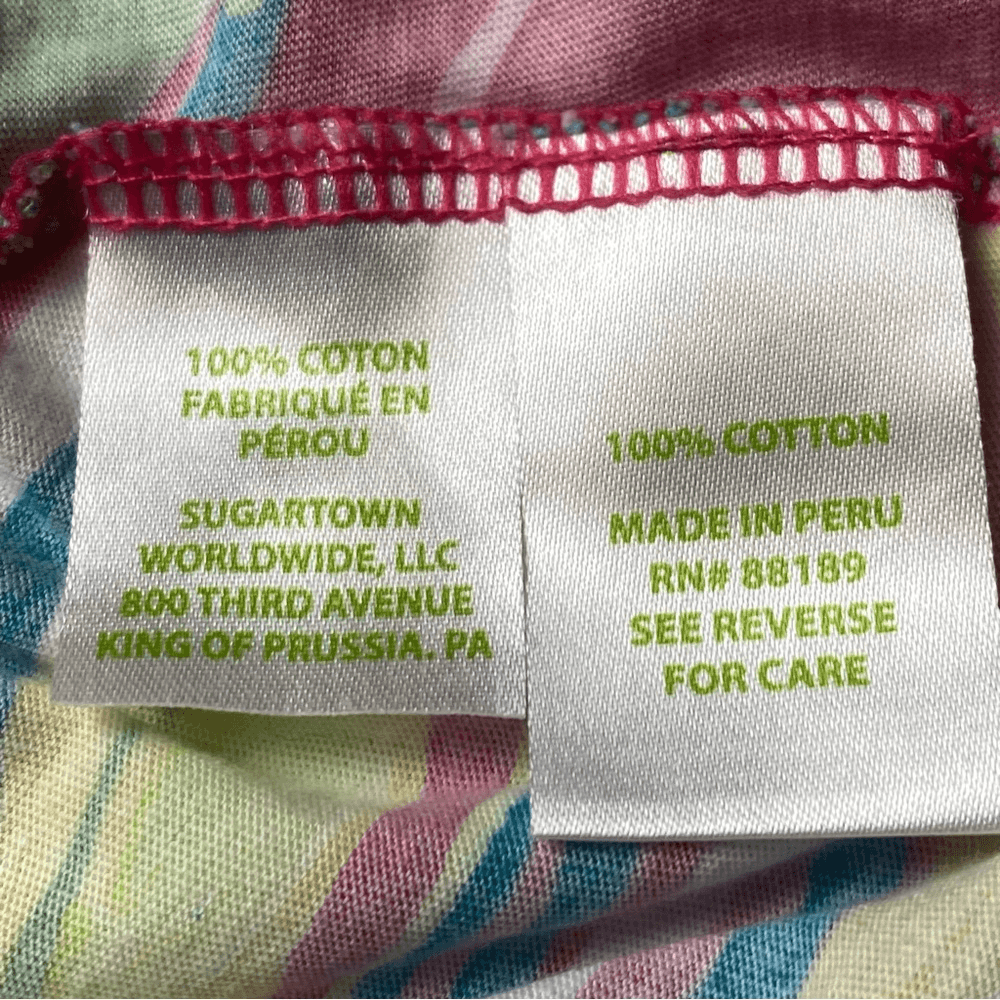 100% COTON
FABRIQUÉ EN
PÉROU
SUGARTOWN
WORLDWIDE, LLC
800 THIRD AVENUE
KING OF PRUSSIA. PA
100% COTTON
MADE IN PERU
RN# 88189
SEE REVERSE
FOR CARE